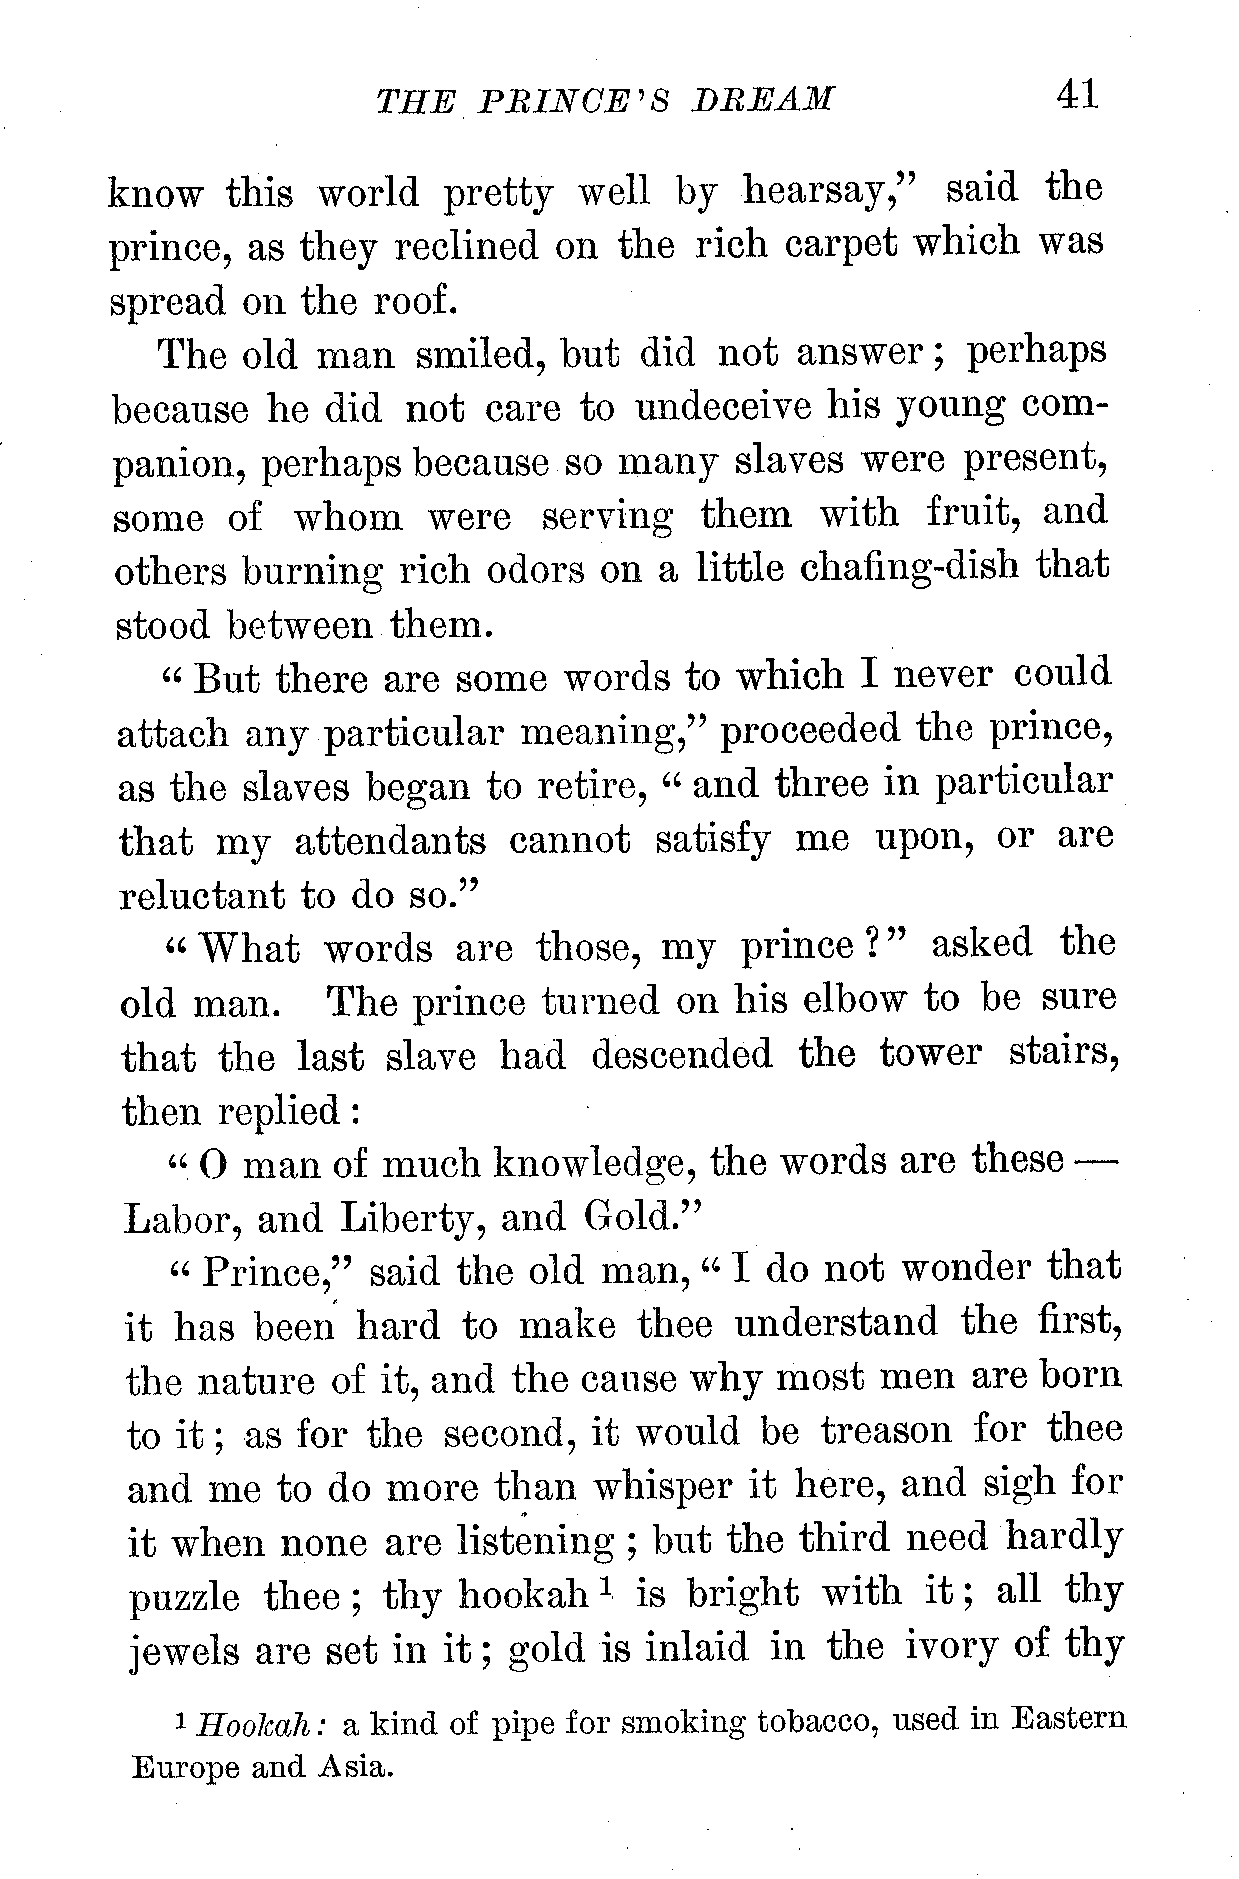 THE PRINCE'S DREAM 41
know this world pretty well by hearsay," said the
prince, as they reclined on the rich carpet which was
spread on the roof.
The old man smiled, but did not answer; perhaps
because he did not care to undeceive his young com-
panion, perhaps because so many slaves were present,
some of whom were serving them with fruit, and
others burning rich odors on a little chafing-dish that
stood between them.
"But there are some words to which I never could
attach any particular meaning," proceeded the prince,
as the slaves began to retire, "and three in particular
that my attendants cannot satisfy me upon, or are
reluctant to do so."
"What words are those, my prince?" asked the
old man. The prince turned on his elbow to be sure
that the last slave had descended the tower stairs,
then replied:
"O man of much knowledge, the words are these —
Labor, and Liberty, and Gold."
"Prince," said the old man, "I do not wonder that
it has been hard to make thee understand the first,
the nature of it, and the cause why most men are born
to it; as for the second, it would be treason for thee
and me to do more than whisper it here, and sigh for
it when none are listening; but the third need hardly
puzzle thee; thy hookah¹ is bright with it; all thy
jewels are set in it; gold is inlaid in the ivory of thy
¹ Hookah: a kind of pipe for smoking tobacco, used in Eastern
Europe and Asia.